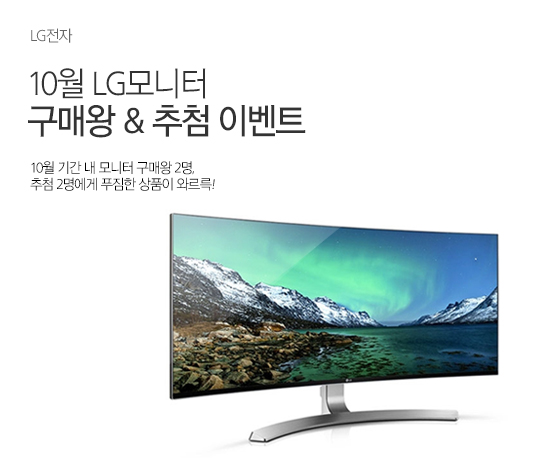 LG전자
10월 LG모니터
구매왕 & 추첨 이벤트
10월 기간 내 모니터 구매왕 2명,
추첨 2명에게 푸짐한 상품이 와르륵!
LG